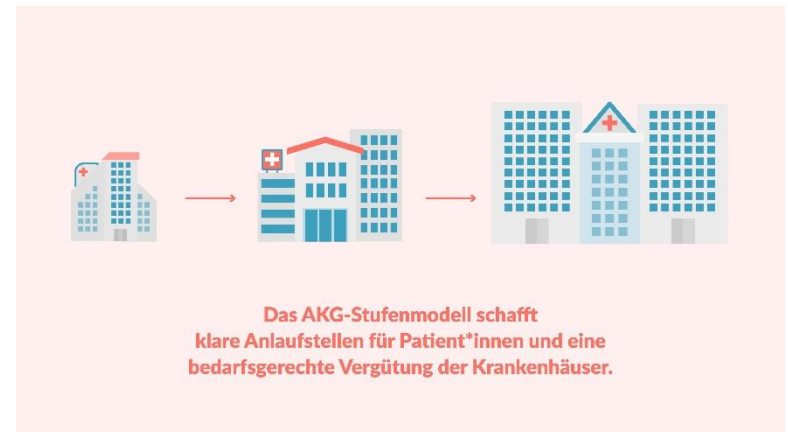 Das AKG-Stufenmodell schafft
klare Anlaufstellen für Patient*innen und eine
bedarfsgerechte Vergütung der Krankenhäuser.